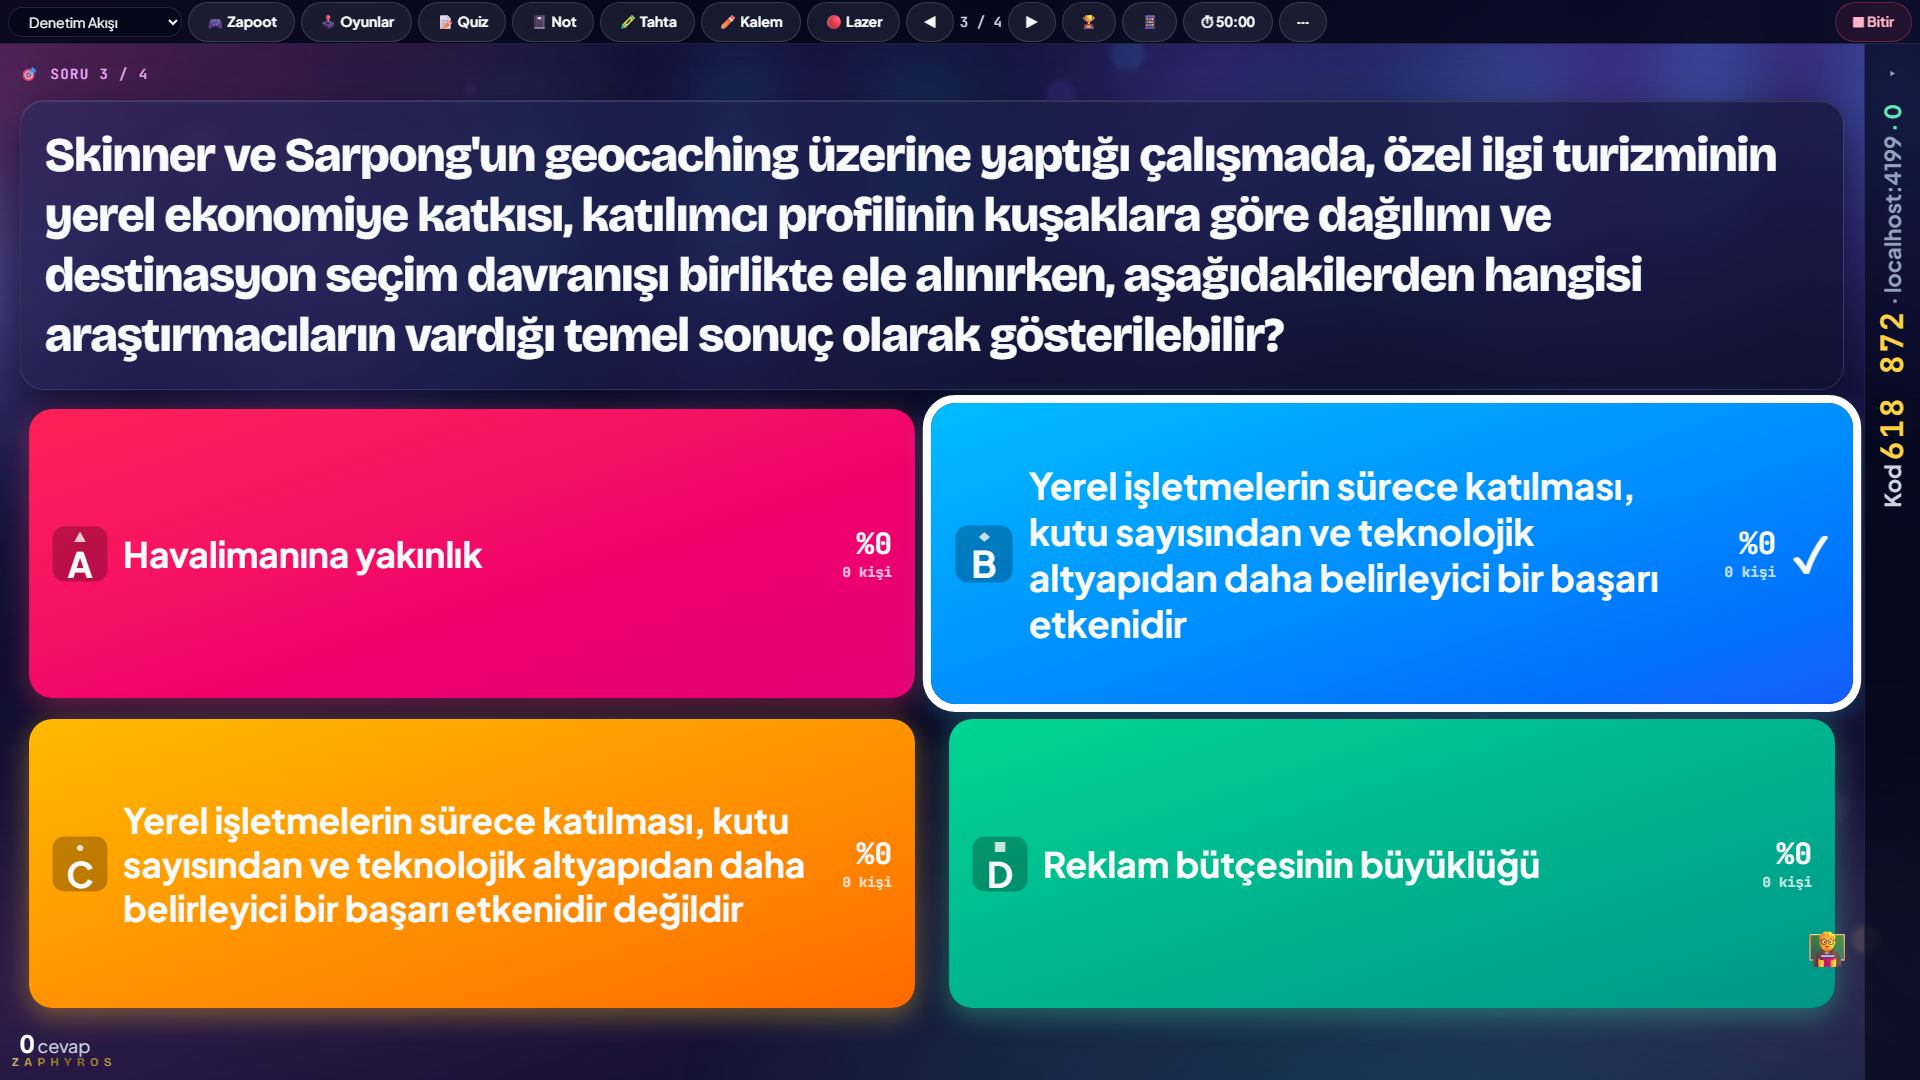 Denetim Akışı
Zapoot
Oyunlar
Quiz
Not
Tahta
Kalem
Lazer
3 / 4
50:00
---
Bitir
SORU 3 / 4
Skinner ve Sarpong'un geocaching üzerine yaptığı çalışmada, özel ilgi turizminin
yerel ekonomiye katkısı, katılımcı profilinin kuşaklara göre dağılımı ve
destinasyon seçim davranışı birlikte ele alınırken, aşağıdakilerden hangisi
araştırmacıların vardığı temel sonuç olarak gösterilebilir?
A
Havalimanına yakınlık
%0
0 kişi
B
Yerel işletmelerin sürece katılması,
kutu sayısından ve teknolojik
altyapıdan daha belirleyici bir başarı
etkenidir
%0
0 kişi
C
Yerel işletmelerin sürece katılması, kutu
sayısından ve teknolojik altyapıdan daha
belirleyici bir başarı etkenidir değildir
%0
0 kişi
D
Reklam bütçesinin büyüklüğü
%0
0 kişi
Kod 618 872 · localhost:4199 · 0
0 cevap
ZAPHYROS